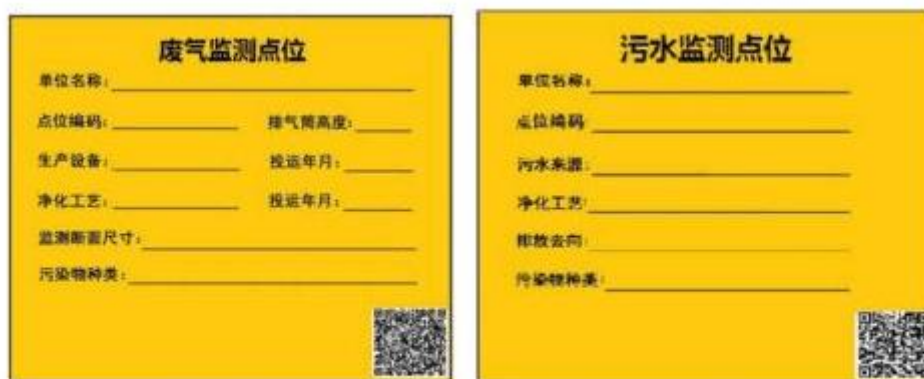 废气监测点位
单位名称：
点位编码： 排气筒高度：
生产设备： 投运年月：
净化工艺： 投运年月：
监测断面尺寸：
污染物种类：
污水监测点位
单位名称：
点位编码
污水来源：
净化工艺
排放去向
污染物种类：